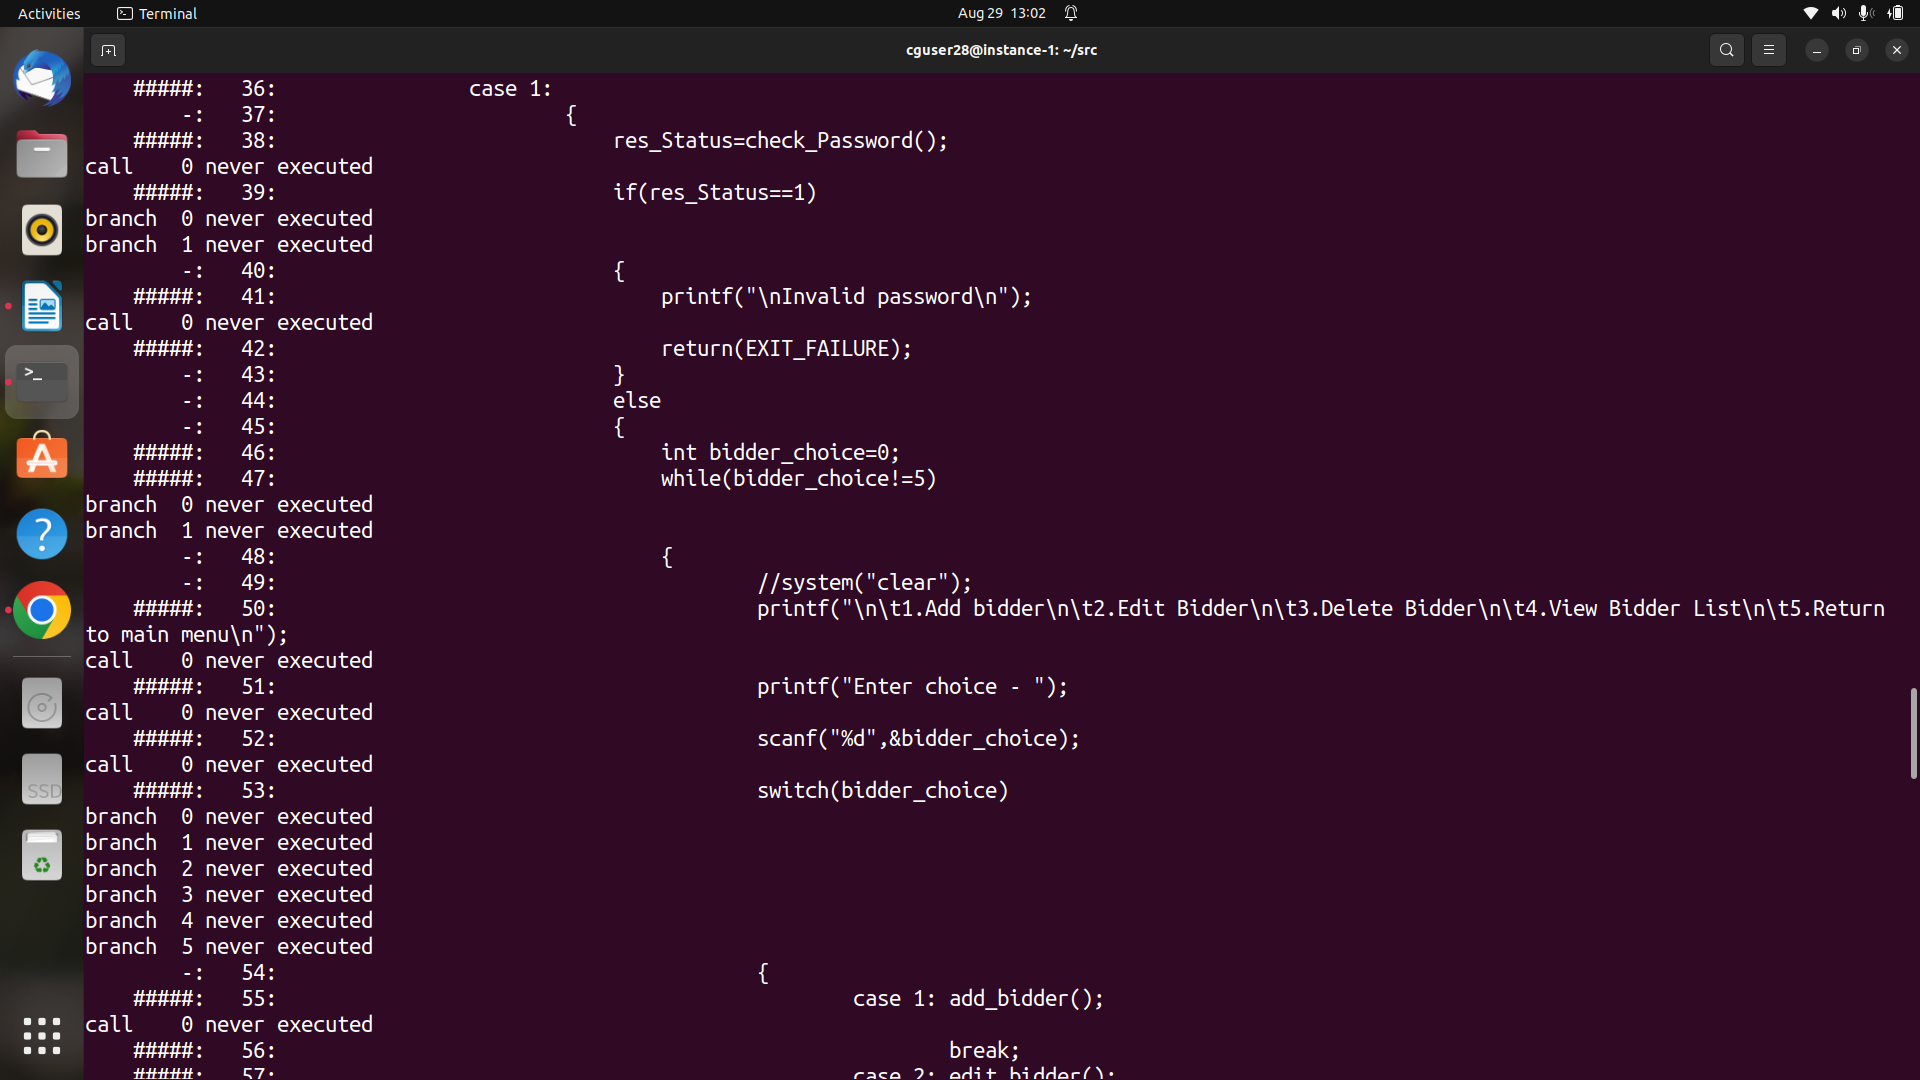 Activities
Terminal
Aug 29 13:02
cguser28@instance-1: ~/src
#####:   36:                case 1:
-:   37:                        {
#####:   38:                            res_Status=check_Password();
call    0 never executed
#####:   39:                            if(res_Status==1)
branch  0 never executed
branch  1 never executed
-:   40:                            {
#####:   41:                                printf("\nInvalid password\n");
call    0 never executed
#####:   42:                                return(EXIT_FAILURE);
-:   43:                            }
-:   44:                            else
-:   45:                            {
#####:   46:                                int bidder_choice=0;
#####:   47:                                while(bidder_choice!=5)
branch  0 never executed
branch  1 never executed
-:   48:                                {
-:   49:                                        //system("clear");
#####:   50:                                        printf("\n\t1.Add bidder\n\t2.Edit Bidder\n\t3.Delete Bidder\n\t4.View Bidder List\n\t5.Return
to main menu\n");
call    0 never executed
#####:   51:                                        printf("Enter choice - ");
call    0 never executed
#####:   52:                                        scanf("%d",&bidder_choice);
call    0 never executed
#####:   53:                                        switch(bidder_choice)
branch  0 never executed
branch  1 never executed
branch  2 never executed
branch  3 never executed
branch  4 never executed
branch  5 never executed
-:   54:                                        {
#####:   55:                                                case 1: add_bidder();
call    0 never executed
#####:   56:                                                        break;
#####:   57:                                                case 2: edit_bidder();
SSD